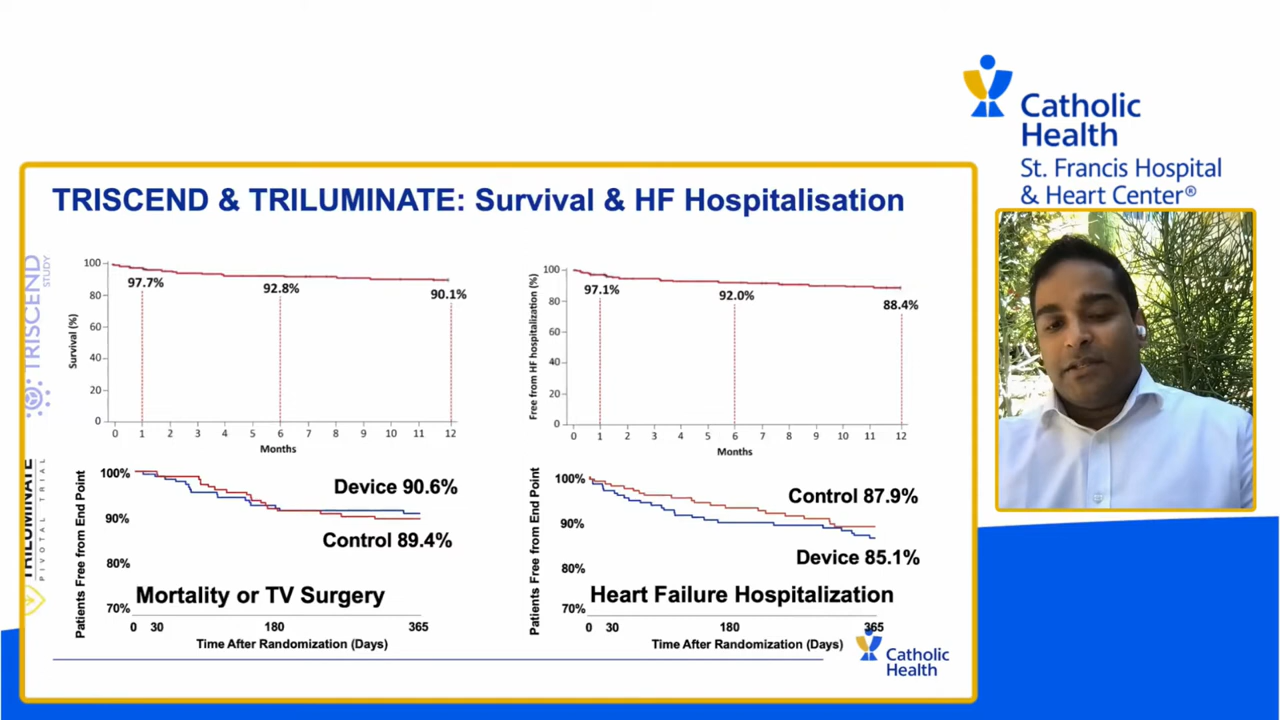 Catholic
Health
St. Francis Hospital
& Heart Center®
TRISCEND & TRILUMINATE: Survival & HF Hospitalisation
TRISCEND
STUDY
Survival (%)
100
80
60
40
20
0
97.7%
92.8%
90.1%
0 1 2 3 4 5 6 7 8 9 10 11 12
Months
Free from HF hospitalization (%)
100
80
60
40
20
0
97.1%
92.0%
88.4%
0 1 2 3 4 5 6 7 8 9 10 11 12
Months
TRILUMINATE
PIVOTAL TRIAL
Patients Free from End Point
100%
90%
80%
70%
Device 90.6%
Control 89.4%
Mortality or TV Surgery
0 30 180 365
Time After Randomization (Days)
Patients Free from End Point
100%
90%
80%
70%
Control 87.9%
Device 85.1%
Heart Failure Hospitalization
0 30 180 365
Time After Randomization (Days)
Catholic
Health